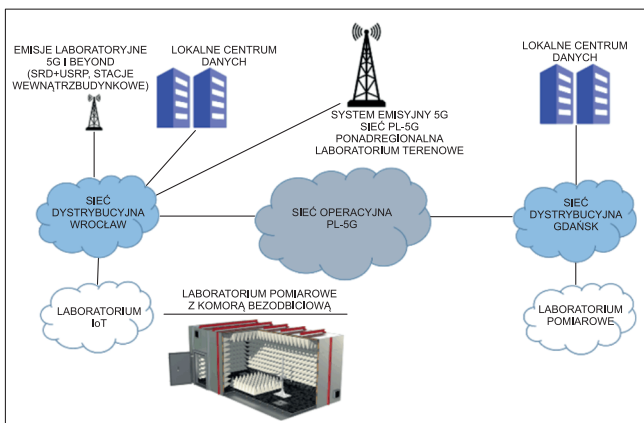 EMISJE LABORATORYJNE
5G I BEYOND
(SRD+USRP, STACJE
WEWNĄTRZBUDYNKOWE)
LOKALNE CENTRUM
DANYCH
SYSTEM EMISYJNY 5G
SIEĆ PL-5G
PONADREGIONALNA
LABORATORIUM TERENOWE
LOKALNE CENTRUM
DANYCH
SIEĆ
DYSTRYBUCYJNA
WROCŁAW
SIEĆ OPERACYJNA
PL-5G
SIEĆ
DYSTRYBUCYJNA
GDAŃSK
LABORATORIUM
IoT
LABORATORIUM POMIAROWE
Z KOMORĄ BEZODBICIOWĄ
LABORATORIUM
POMIAROWE